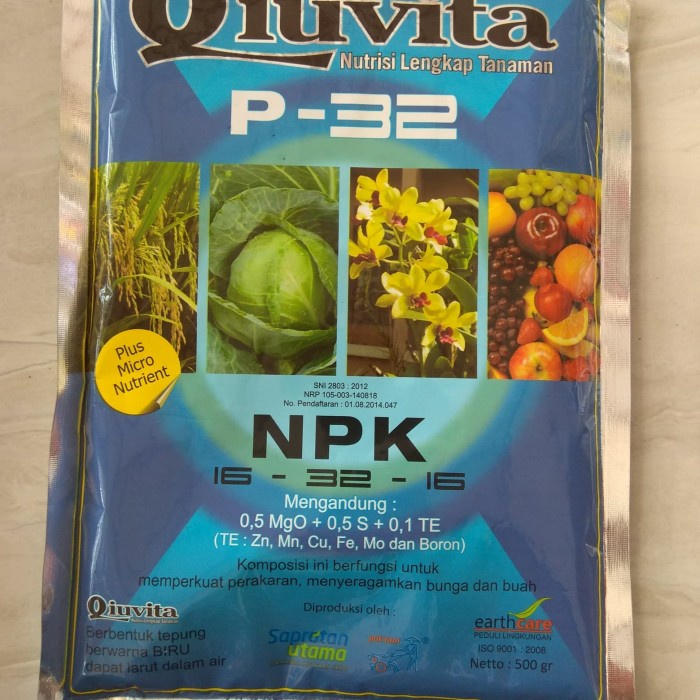 Qiuvita
Nutrisi Lengkap Tanaman
P-32
Plus
Micro
Nutrient
SNI 2803 : 2012
NRP 105-003-140818
No. Pendaftaran : 01.08.2014.047
NPK
16 - 32 - 16
Mengandung :
0,5 MgO + 0,5 S + 0,1 TE
(TE : Zn, Mn, Cu, Fe, Mo dan Boron)
Komposisi ini berfungsi untuk
memperkuat perakaran, menyeragamkan bunga dan buah
Qiuvita
Nutrisi Lengkap Tanaman
Berbentuk tepung
berwarna BIRU
dapat larut dalam air
Diproduksi oleh :
Saprotan
utama
earthcare
PEDULI LINGKUNGAN
ISO 9001 : 2008
Netto : 500 gr